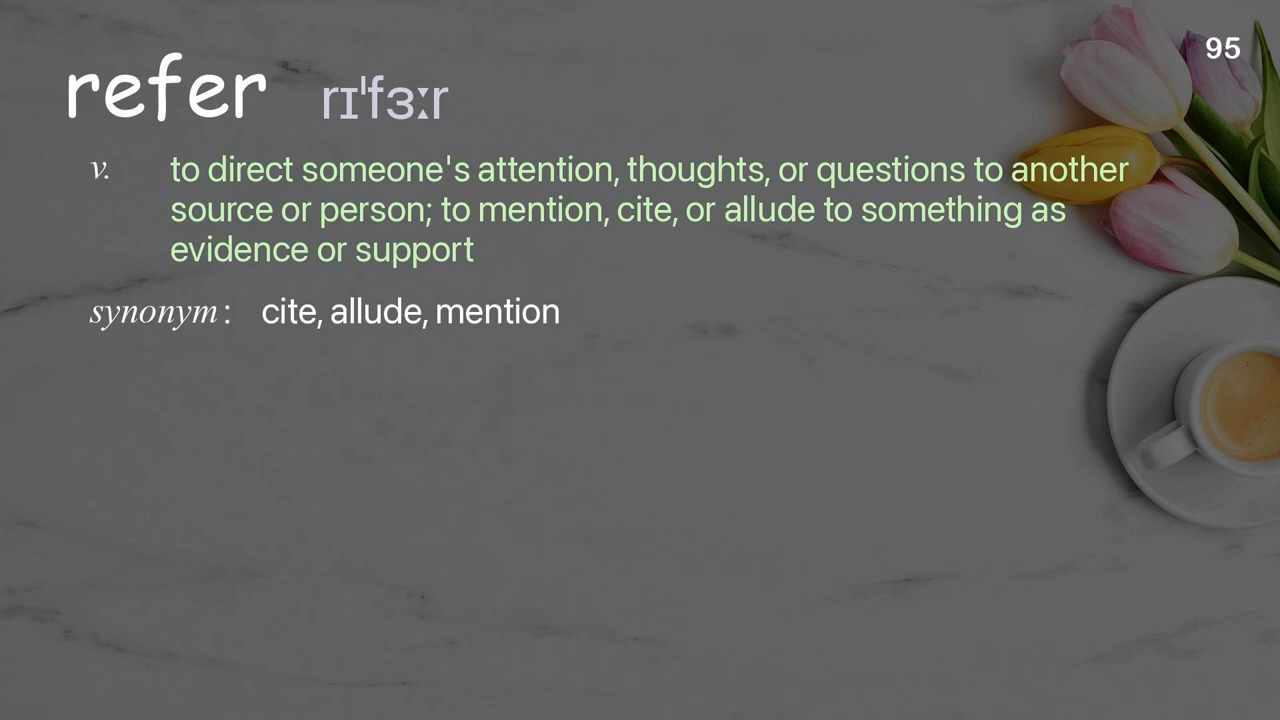 95
refer rɪˈfɜːr
v. to direct someone's attention, thoughts, or questions to another
source or person; to mention, cite, or allude to something as
evidence or support
synonym : cite, allude, mention